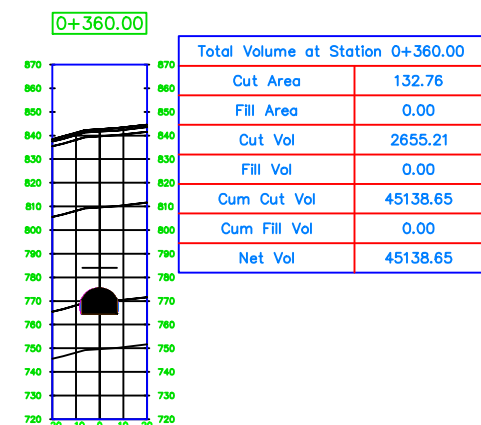 0+360.00
Total Volume at Station 0+360.00
Cut Area 132.76
Fill Area 0.00
Cut Vol 2655.21
Fill Vol 0.00
Cum Cut Vol 45138.65
Cum Fill Vol 0.00
Net Vol 45138.65
870 870
860 860
850 850
840 840
830 830
820 820
810 810
800 800
790 790
780 780
770 770
760 760
750 750
740 740
730 730
720 720